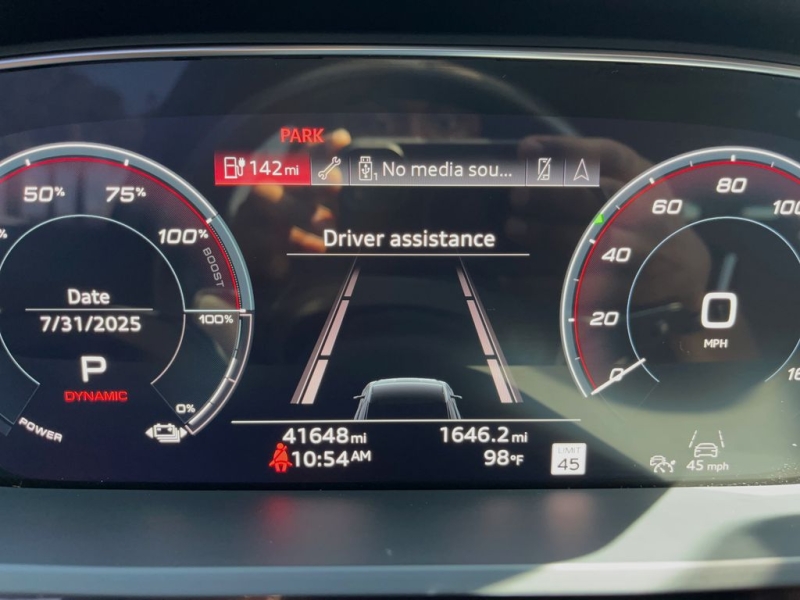 PARK
142 mi
1 No media sou...
Driver assistance
50%
75%
100%
BOOST
Date
7/31/2025
P
DYNAMIC
100%
0%
POWER
0
20
40
60
80
100
16
0
MPH
41648 mi
1646.2 mi
10:54 AM
98°F
LIMIT
45
45 mph